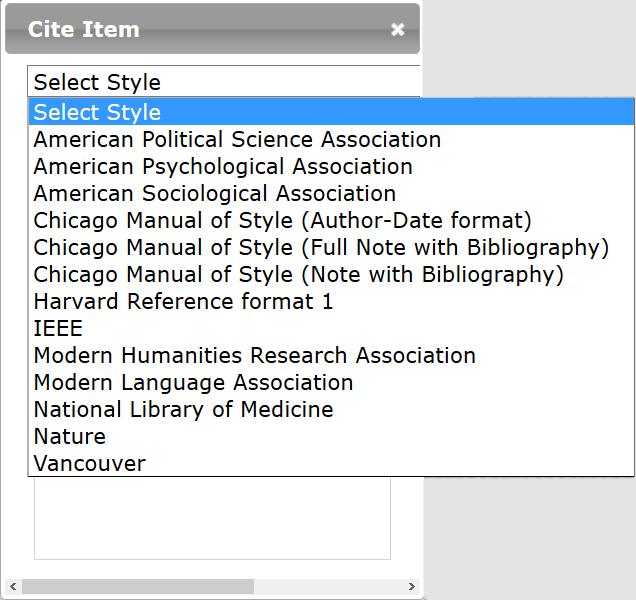 Cite Item
Select Style
Select Style
American Political Science Association
American Psychological Association
American Sociological Association
Chicago Manual of Style (Author-Date format)
Chicago Manual of Style (Full Note with Bibliography)
Chicago Manual of Style (Note with Bibliography)
Harvard Reference format 1
IEEE
Modern Humanities Research Association
Modern Language Association
National Library of Medicine
Nature
Vancouver